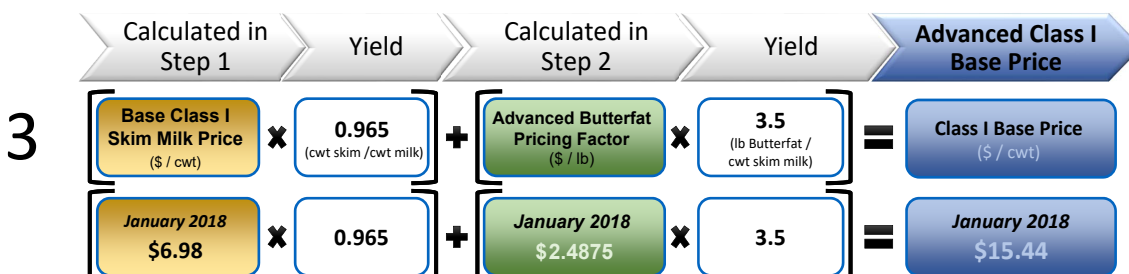 Calculated in
Step 1
Yield
Calculated in
Step 2
Yield
Advanced Class I
Base Price
3
Base Class I
Skim Milk Price
($ / cwt)
✖
0.965
(cwt skim /cwt milk)
+
Advanced Butterfat
Pricing Factor
($ / lb)
✖
3.5
(lb Butterfat /
cwt skim milk)
=
Class I Base Price
($ / cwt)
January 2018
$6.98
✖
0.965
+
January 2018
$2.4875
✖
3.5
=
January 2018
$15.44